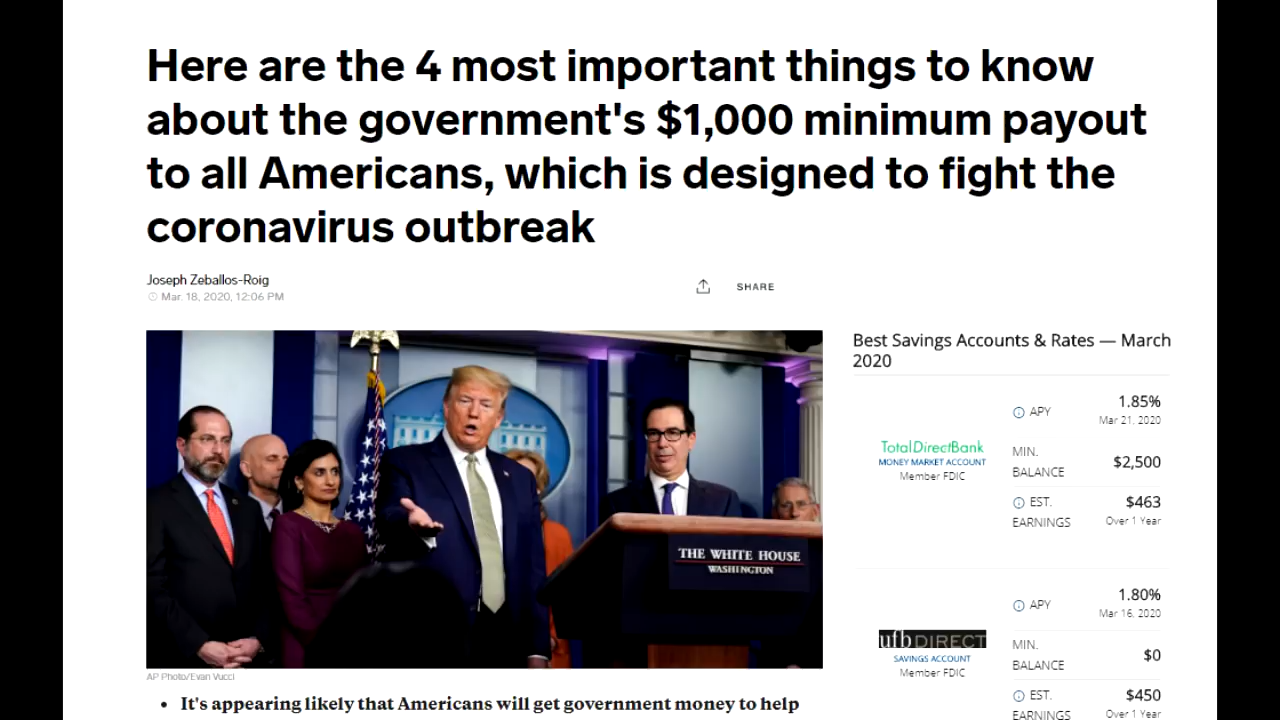 Here are the 4 most important things to know
about the government's $1,000 minimum payout
to all Americans, which is designed to fight the
coronavirus outbreak
Joseph Zeballos-Roig
Mar. 18, 2020, 12:06 PM
SHARE
THE WHITE HOUSE
WASHINGTON
AP Photo/Evan Vucci
It's appearing likely that Americans will get government money to help
Best Savings Accounts & Rates — March
2020
TotalDirectBank
MONEY MARKET ACCOUNT
Member FDIC
APY
1.85%
Mar 21, 2020
MIN.
BALANCE
$2,500
EST.
EARNINGS
$463
Over 1 Year
ufb DIRECT
SAVINGS ACCOUNT
Member FDIC
APY
1.80%
Mar 16, 2020
MIN.
BALANCE
$0
EST.
EARNINGS
$450
Over 1 Year